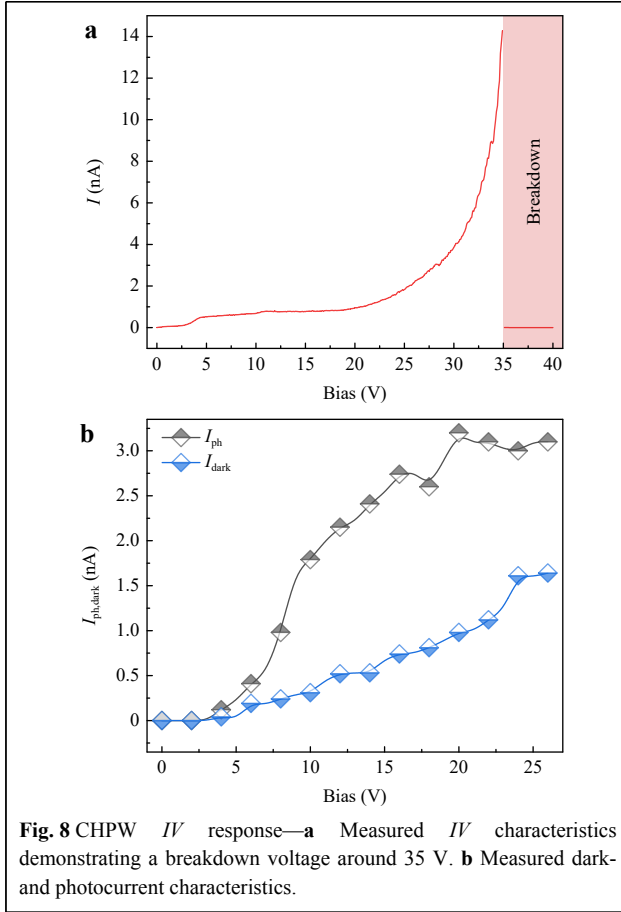 a
14
12
10
8
6
4
2
0
I (nA)
Breakdown
0 5 10 15 20 25 30 35 40
Bias (V)
b
I_ph
I_dark
3.0
2.5
2.0
1.5
1.0
0.5
0
I_ph,dark (nA)
0 5 10 15 20 25
Bias (V)
Fig. 8 CHPW IV response—a Measured IV characteristics
demonstrating a breakdown voltage around 35 V. b Measured dark-
and photocurrent characteristics.